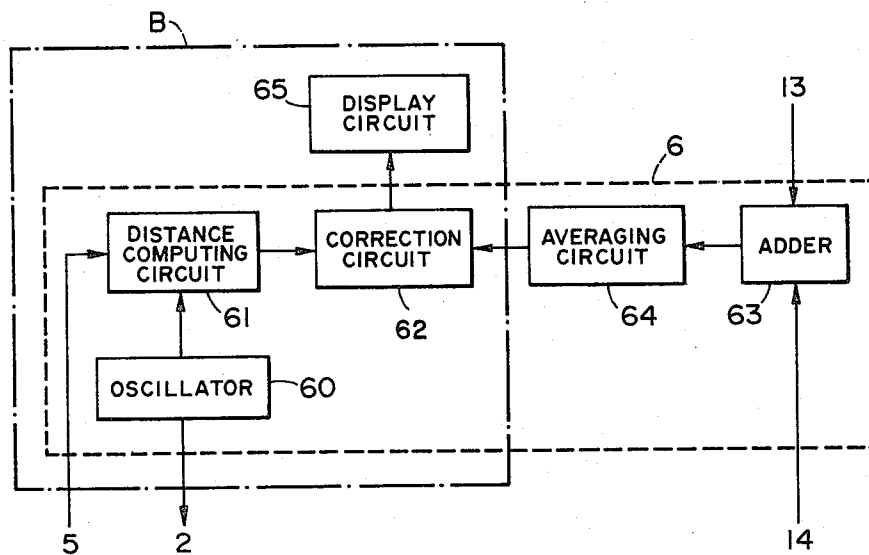 B
65
DISPLAY
CIRCUIT
13
6
DISTANCE
COMPUTING
CIRCUIT
61
CORRECTION
CIRCUIT
62
AVERAGING
CIRCUIT
64
ADDER
63
OSCILLATOR
60
5
2
14